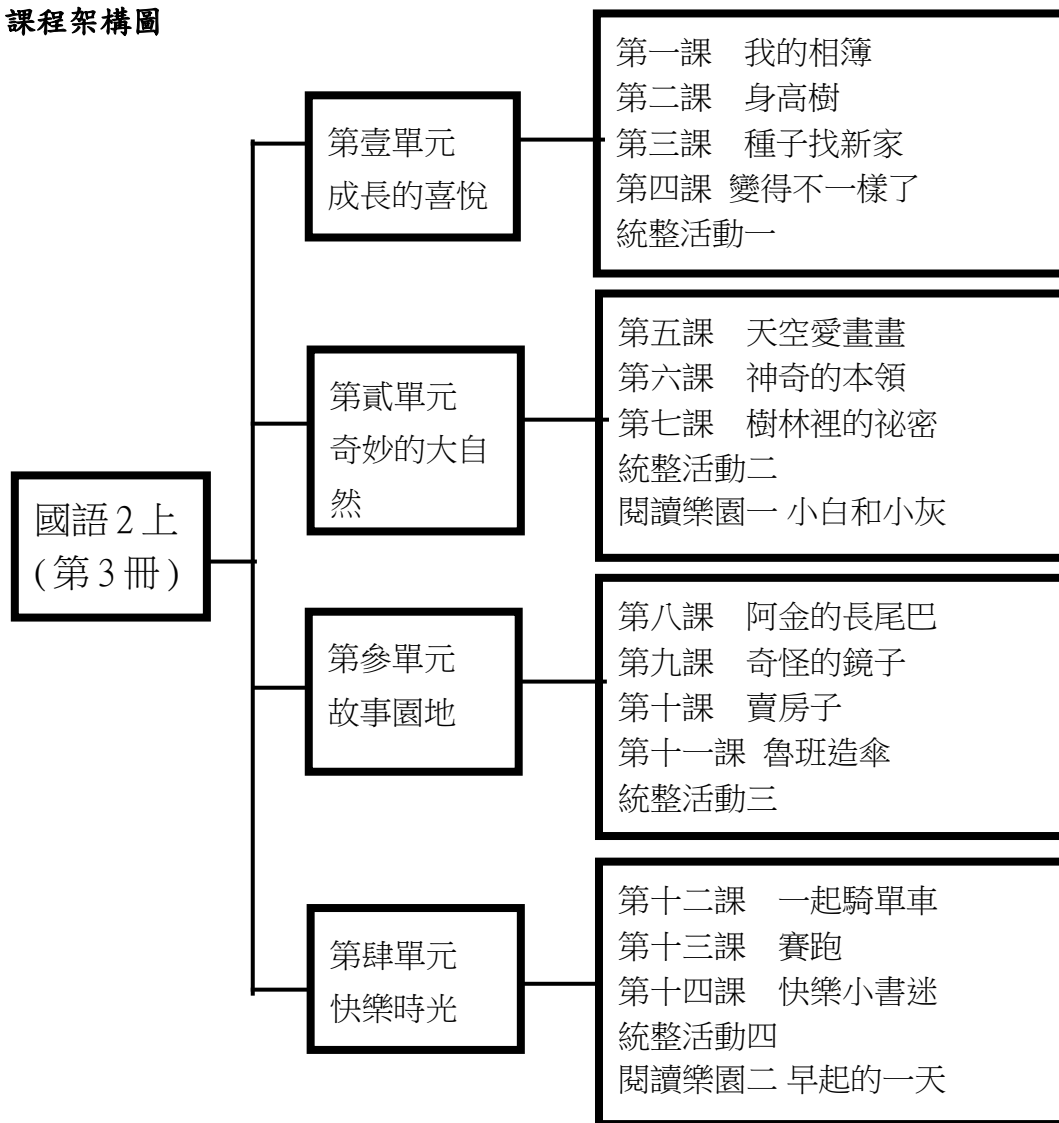 課程架構圖
國語2上
(第3冊)
第壹單元
成長的喜悅
第一課　我的相簿
第二課　身高樹
第三課　種子找新家
第四課 變得不一樣了
統整活動一
第貳單元
奇妙的大自
然
第五課　天空愛畫畫
第六課　神奇的本領
第七課　樹林裡的祕密
統整活動二
閱讀樂園一 小白和小灰
第參單元
故事園地
第八課　阿金的長尾巴
第九課　奇怪的鏡子
第十課　賣房子
第十一課 魯班造傘
統整活動三
第肆單元
快樂時光
第十二課　一起騎單車
第十三課　賽跑
第十四課　快樂小書迷
統整活動四
閱讀樂園二 早起的一天